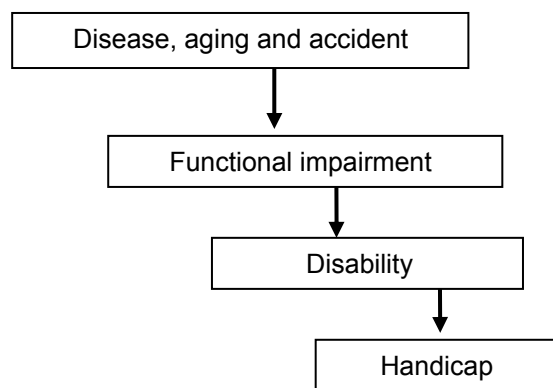 Disease, aging and accident
Functional impairment
Disability
Handicap